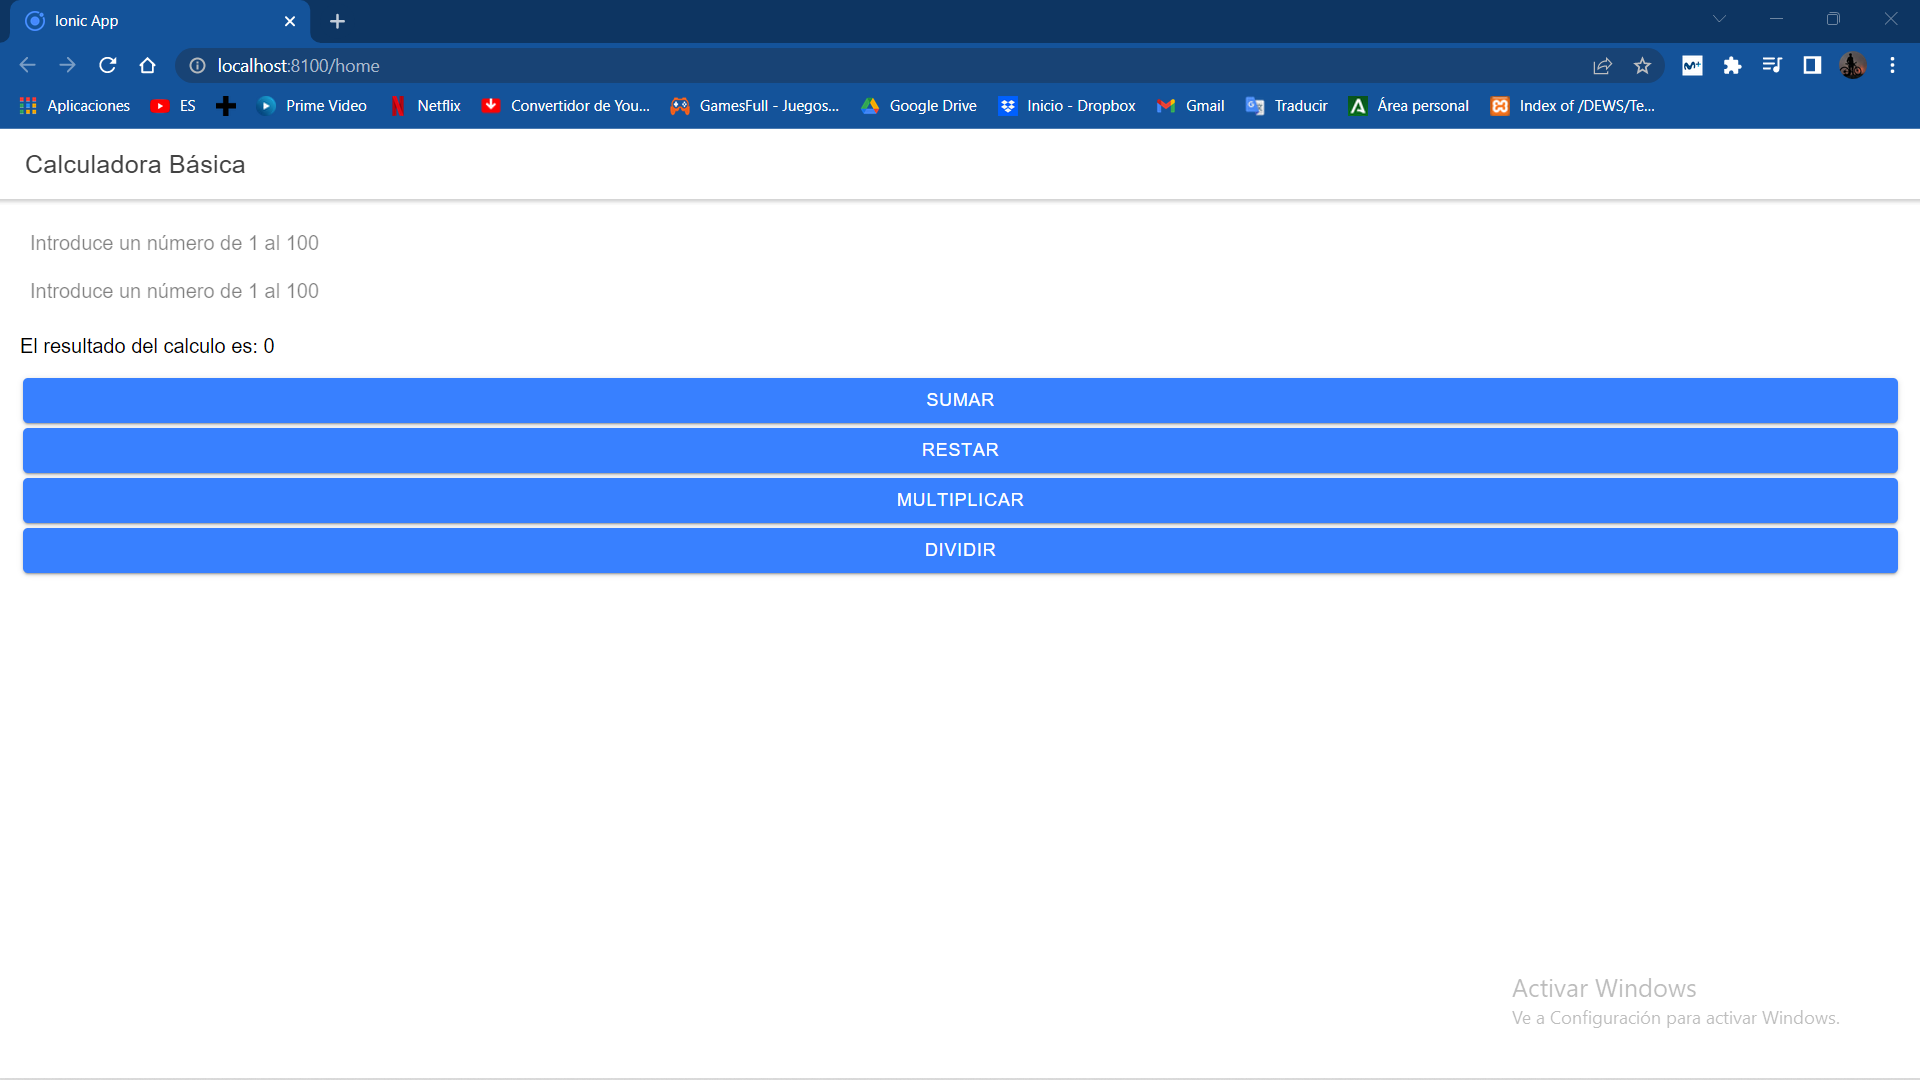 Ionic App
localhost:8100/home
Aplicaciones ES Prime Video Netflix Convertidor de You... GamesFull - Juegos... Google Drive Inicio - Dropbox Gmail Traducir Área personal Index of /DEWS/Te...
Calculadora Básica
Introduce un número de 1 al 100
Introduce un número de 1 al 100
El resultado del calculo es: 0
SUMAR
RESTAR
MULTIPLICAR
DIVIDIR
Activar Windows
Ve a Configuración para activar Windows.